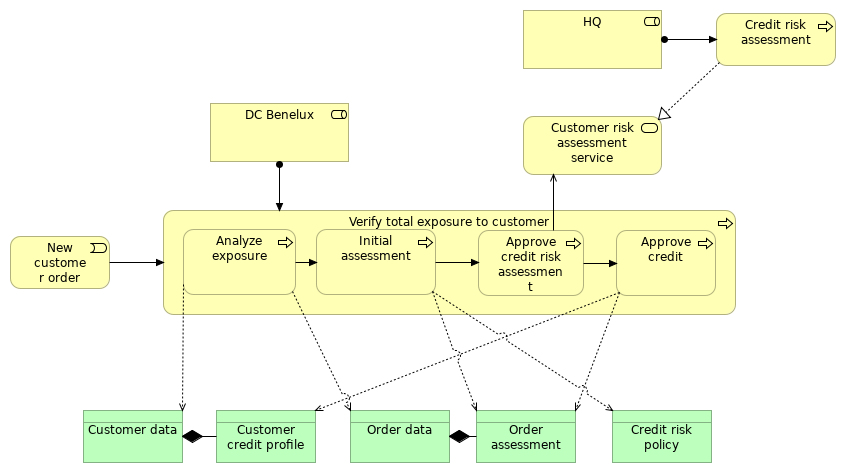 HQ
Credit risk
assessment
DC Benelux
Customer risk
assessment
service
Verify total exposure to customer
New
custome
r order
Analyze
exposure
Initial
assessment
Approve
credit risk
assessmen
t
Approve
credit
Customer data
Customer
credit profile
Order data
Order
assessment
Credit risk
policy